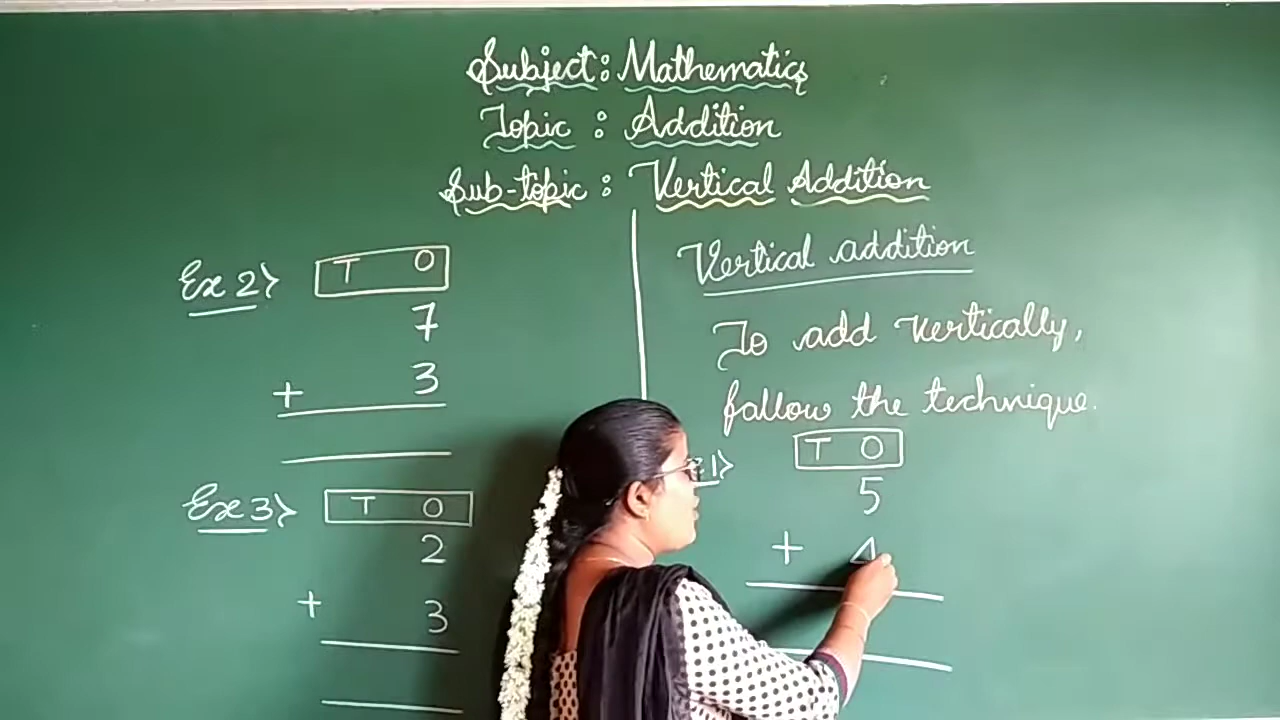 Subject: Mathematics
Topic: Addition
Sub-topic: Vertical Addition
Ex 2>
T O
7
+ 3
Ex 3>
T O
2
+ 3
Vertical addition
To add vertically,
follow the technique.
1>
T O
5
+ 4